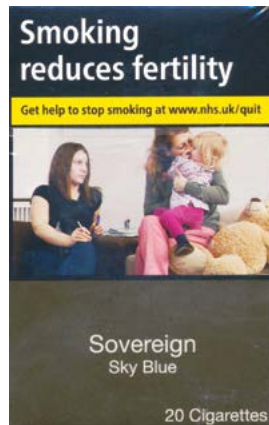 Smoking
reduces fertility
Get help to stop smoking at www.nhs.uk/quit
Sovereign
Sky Blue
20 Cigarettes